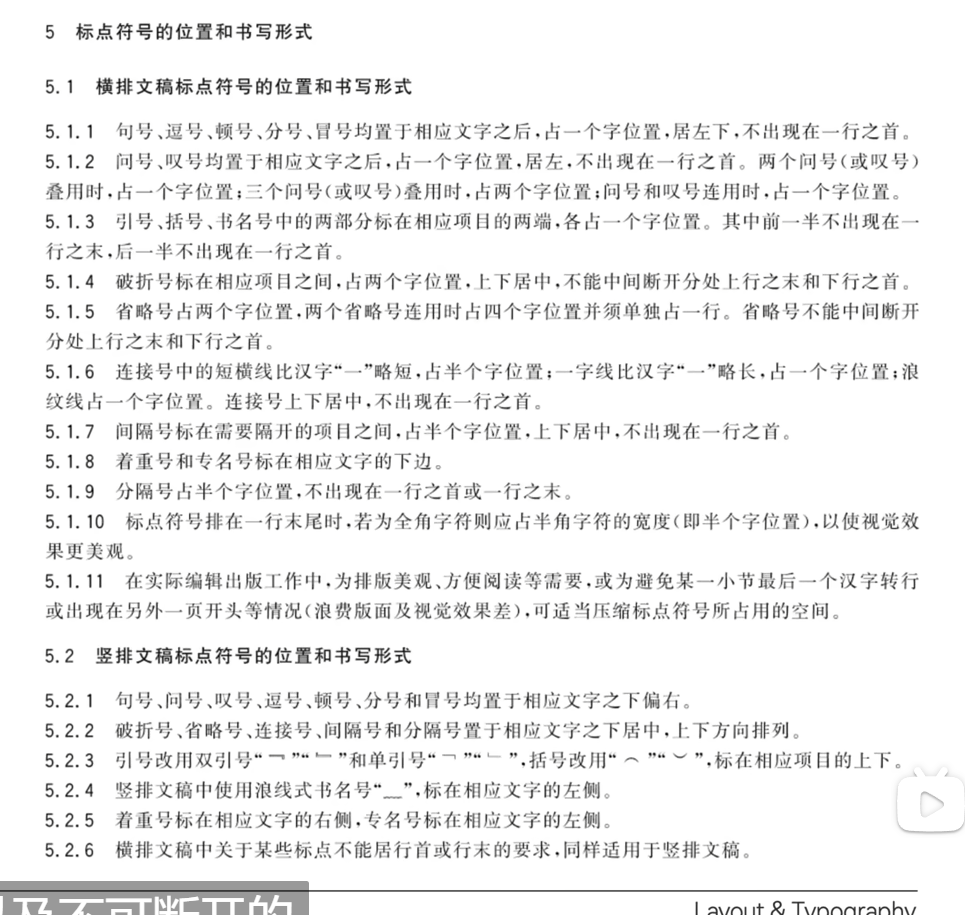 5 标点符号的位置和书写形式
5.1 横排文稿标点符号的位置和书写形式
5.1.1 句号、逗号、顿号、分号、冒号均置于相应文字之后,占一个字位置,居左下,不出现在一行之首。
5.1.2 问号、叹号均置于相应文字之后,占一个字位置,居左,不出现在一行之首。两个问号(或叹号)
叠用时,占一个字位置;三个问号(或叹号)叠用时,占两个字位置;问号和叹号连用时,占一个字位置。
5.1.3 引号、括号、书名号中的两部分标在相应项目的两端,各占一个字位置。其中前一半不出现在一
行之末,后一半不出现在一行之首。
5.1.4 破折号标在相应项目之间,占两个字位置,上下居中,不能中间断开分处上行之末和下行之首。
5.1.5 省略号占两个字位置,两个省略号连用时占四个字位置并须单独占一行。省略号不能中间断开
分处上行之末和下行之首。
5.1.6 连接号中的短横线比汉字“一”略短,占半个字位置;一字线比汉字“一”略长,占一个字位置;浪
纹线占一个字位置。连接号上下居中,不出现在一行之首。
5.1.7 间隔号标在需要隔开的项目之间,占半个字位置,上下居中,不出现在一行之首。
5.1.8 着重号和专名号标在相应文字的下边。
5.1.9 分隔号占半个字位置,不出现在一行之首或一行之末。
5.1.10 标点符号排在一行末尾时,若为全角字符则应占半角字符的宽度(即半个字位置),以使视觉效
果更美观。
5.1.11 在实际编辑出版工作中,为排版美观、方便阅读等需要,或为避免某一小节最后一个汉字转行
或出现在另外一页开头等情况(浪费版面及视觉效果差),可适当压缩标点符号所占用的空间。
5.2 竖排文稿标点符号的位置和书写形式
5.2.1 句号、问号、叹号、逗号、顿号、分号和冒号均置于相应文字之下偏右。
5.2.2 破折号、省略号、连接号、间隔号和分隔号置于相应文字之下居中,上下方向排列。
5.2.3 引号改用双引号“﹃”“﹄”和单引号“﹁”“﹂”,括号改用“︵”“︶”,标在相应项目的上下。
5.2.4 竖排文稿中使用浪线式书名号“﹏”,标在相应文字的左侧。
5.2.5 着重号标在相应文字的右侧,专名号标在相应文字的左侧。
5.2.6 横排文稿中关于某些标点不能居行首或行末的要求,同样适用于竖排文稿。
以及不可断开的
Layout & Typography